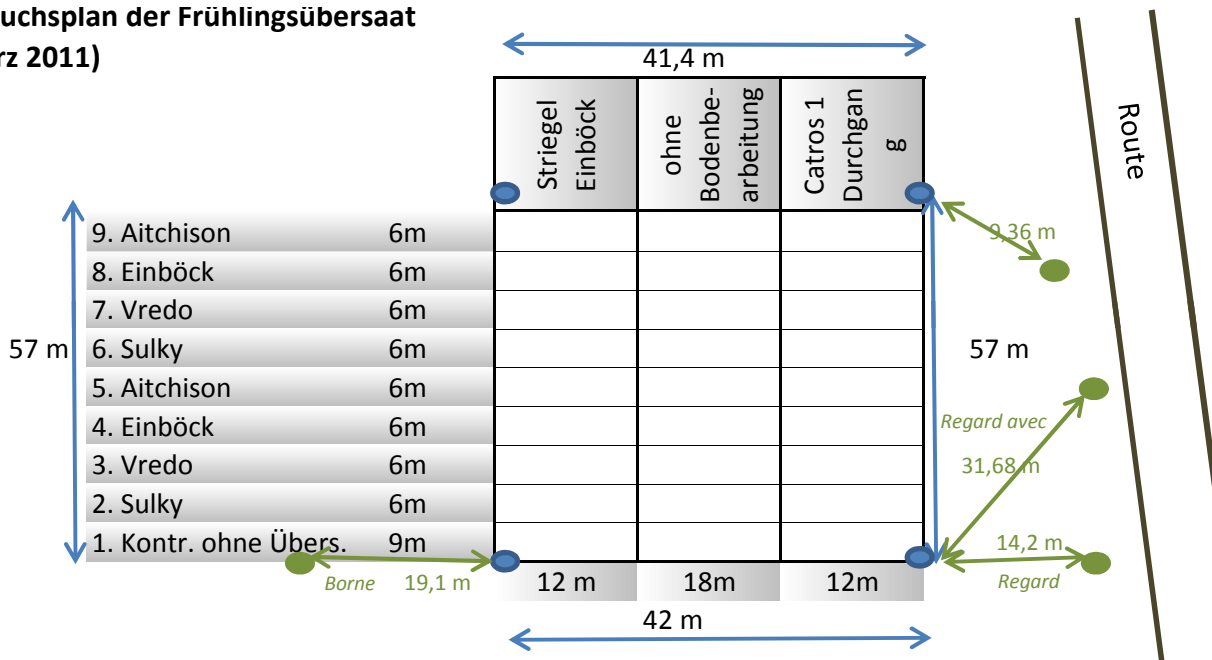 uchsplan der Frühlingsübersaat
rz 2011)
41,4 m
Striegel
Einböck
ohne
Bodenbe-
arbeitung
Catros 1
Durchgan
g
Route
9. Aitchison 6m
8. Einböck 6m
7. Vredo 6m
6. Sulky 6m
5. Aitchison 6m
4. Einböck 6m
3. Vredo 6m
2. Sulky 6m
1. Kontr. ohne Übers. 9m
57 m
9,36 m
57 m
Regard avec
31,68 m
14,2 m
Regard
Borne 19,1 m
12 m 18m 12m
42 m